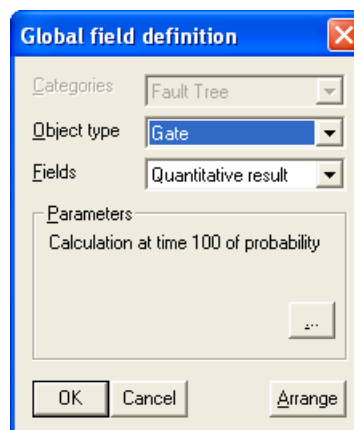 Global field definition
Categories Fault Tree
Object type Gate
Fields Quantitative result
Parameters
Calculation at time 100 of probability
...
OK Cancel Arrange